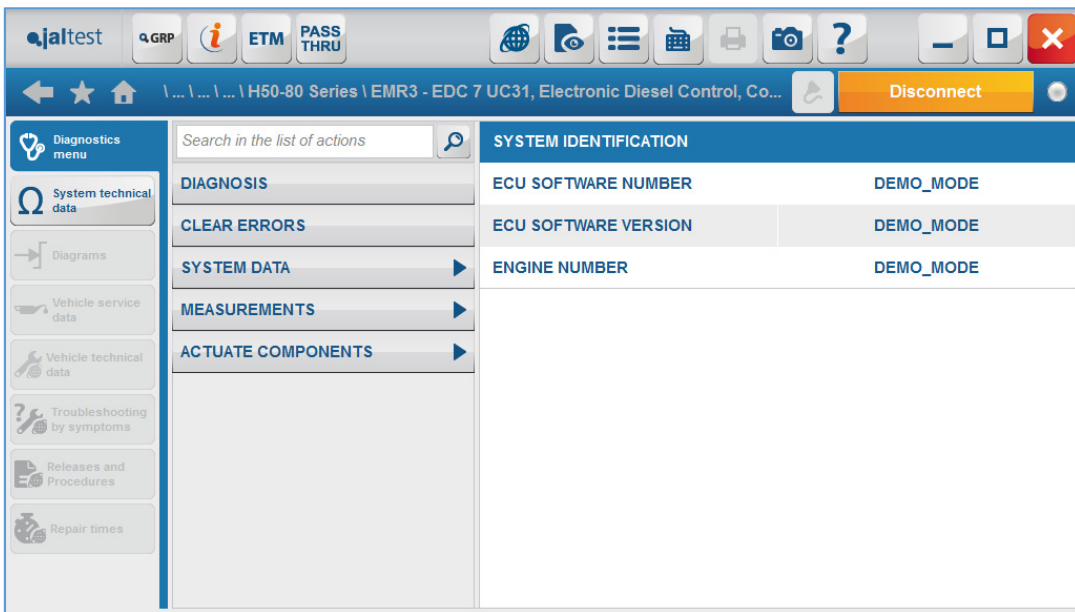 jaltest
GRP
i
ETM
PASS
THRU
?
\ ... \ ... \ ... \ H50-80 Series \ EMR3 - EDC 7 UC31, Electronic Diesel Control, Co...
Disconnect
Diagnostics
menu
System technical
data
Diagrams
Vehicle service
data
Vehicle technical
data
Troubleshooting
by symptoms
Releases and
Procedures
Repair times
Search in the list of actions
DIAGNOSIS
CLEAR ERRORS
SYSTEM DATA
MEASUREMENTS
ACTUATE COMPONENTS
SYSTEM IDENTIFICATION
ECU SOFTWARE NUMBER DEMO_MODE
ECU SOFTWARE VERSION DEMO_MODE
ENGINE NUMBER DEMO_MODE